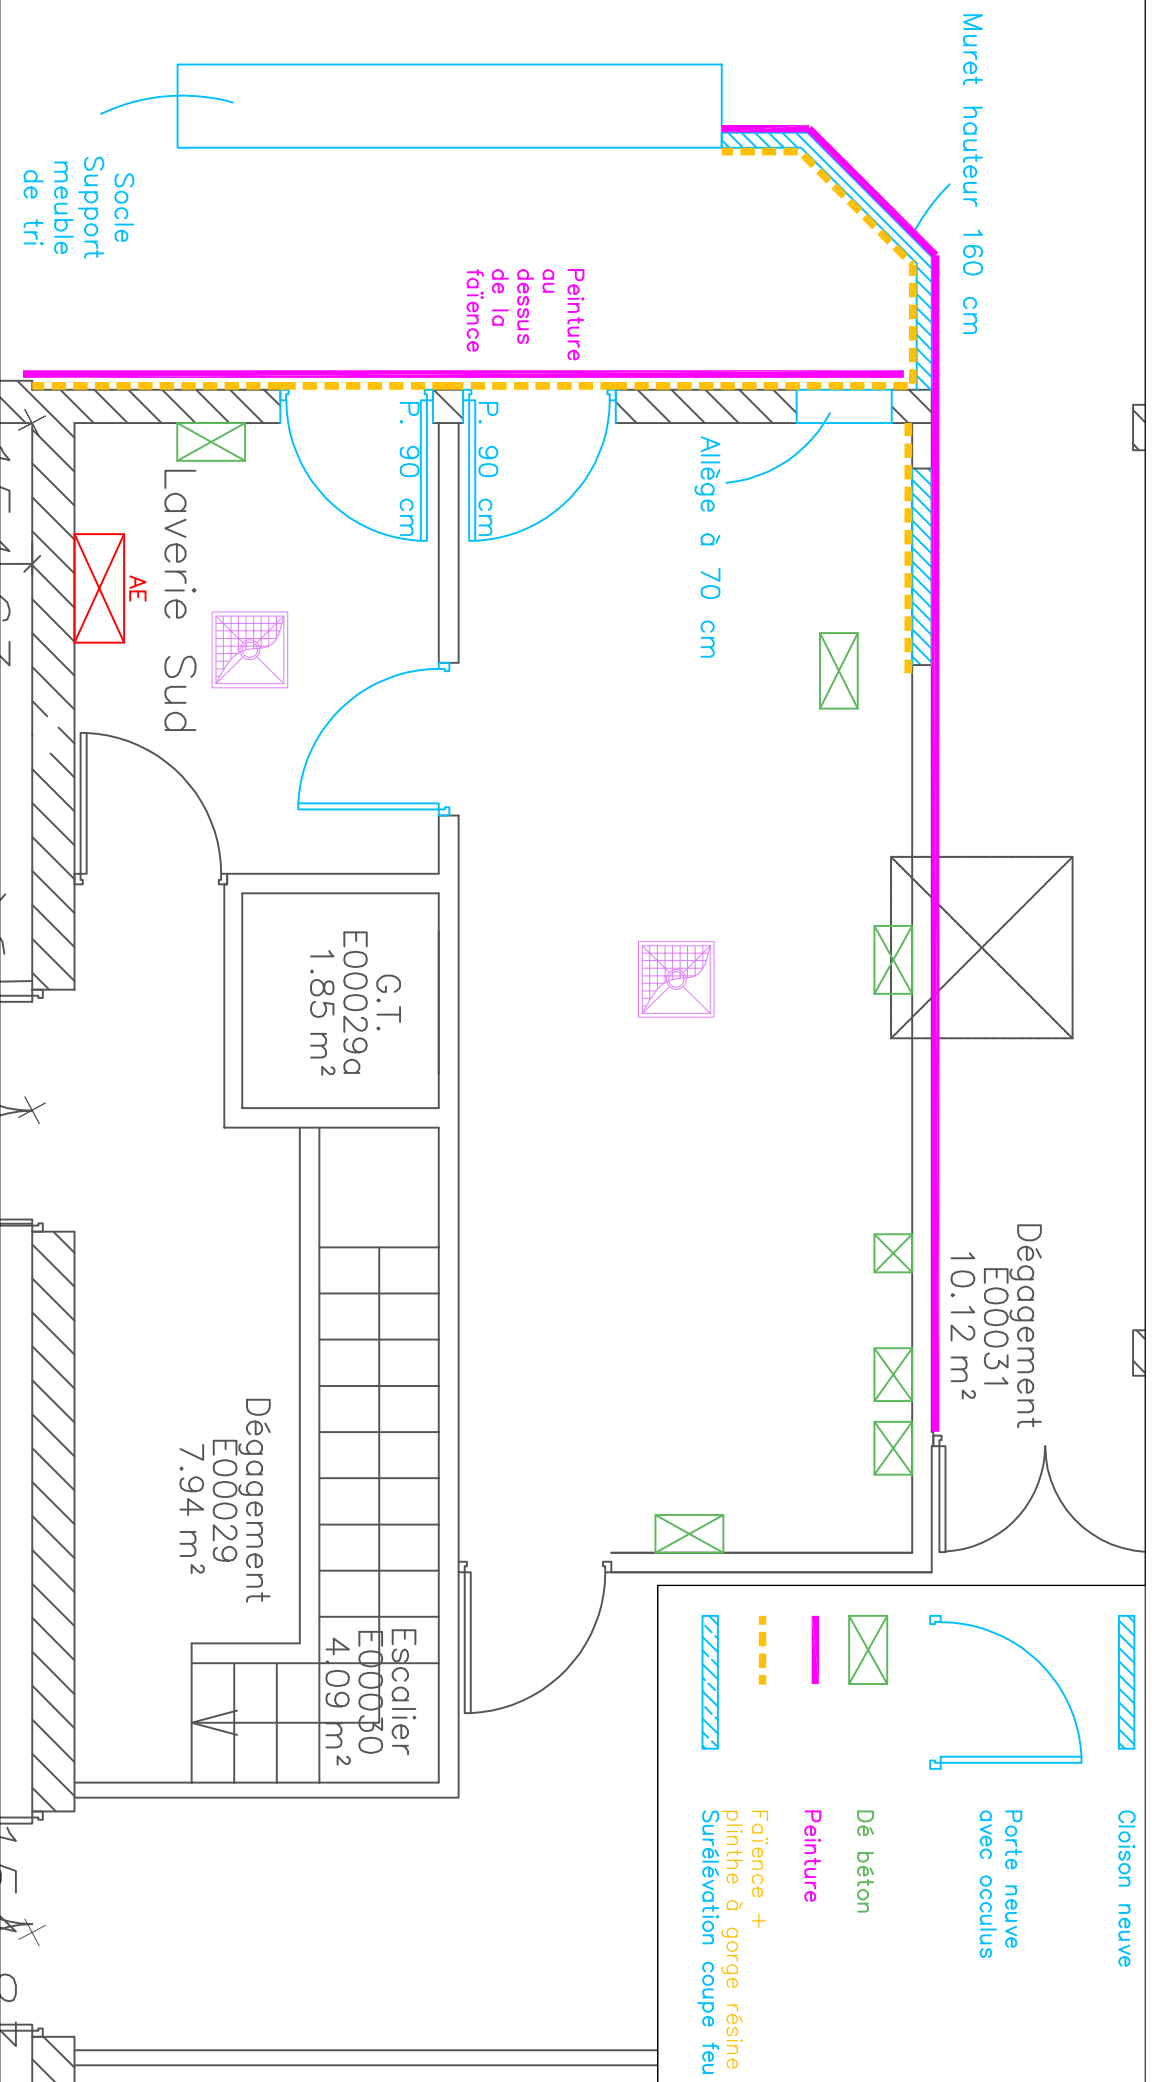 Muret hauteur 160 cm
Socle
Support
meuble
de tri
Peinture
au
dessus
de la
faïence
P. 90 cm
P. 90 cm
Allège à 70 cm
Laverie Sud
AE
G.T.
E00029a
1.85 m²
Dégagement
E00031
10.12 m²
Dégagement
E00029
7.94 m²
Escalier
E00030
4.09 m²
Cloison neuve
Porte neuve
avec occulus
Dé béton
Peinture
Faïence +
plinthe à gorge résine
Surélévation coupe feu